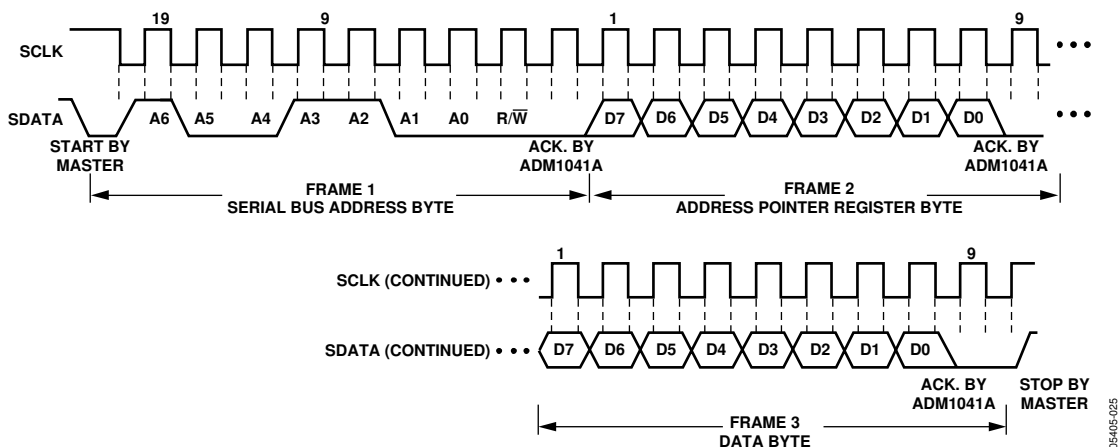 19 9 1 9
SCLK
SDATA A6 A5 A4 A3 A2 A1 A0 R/W̅ D7 D6 D5 D4 D3 D2 D1 D0
START BY MASTER
ACK. BY ADM1041A
ACK. BY ADM1041A
FRAME 1
SERIAL BUS ADDRESS BYTE
FRAME 2
ADDRESS POINTER REGISTER BYTE
1 9
SCLK (CONTINUED)
SDATA (CONTINUED) D7 D6 D5 D4 D3 D2 D1 D0
ACK. BY ADM1041A
STOP BY MASTER
FRAME 3
DATA BYTE
05405-025